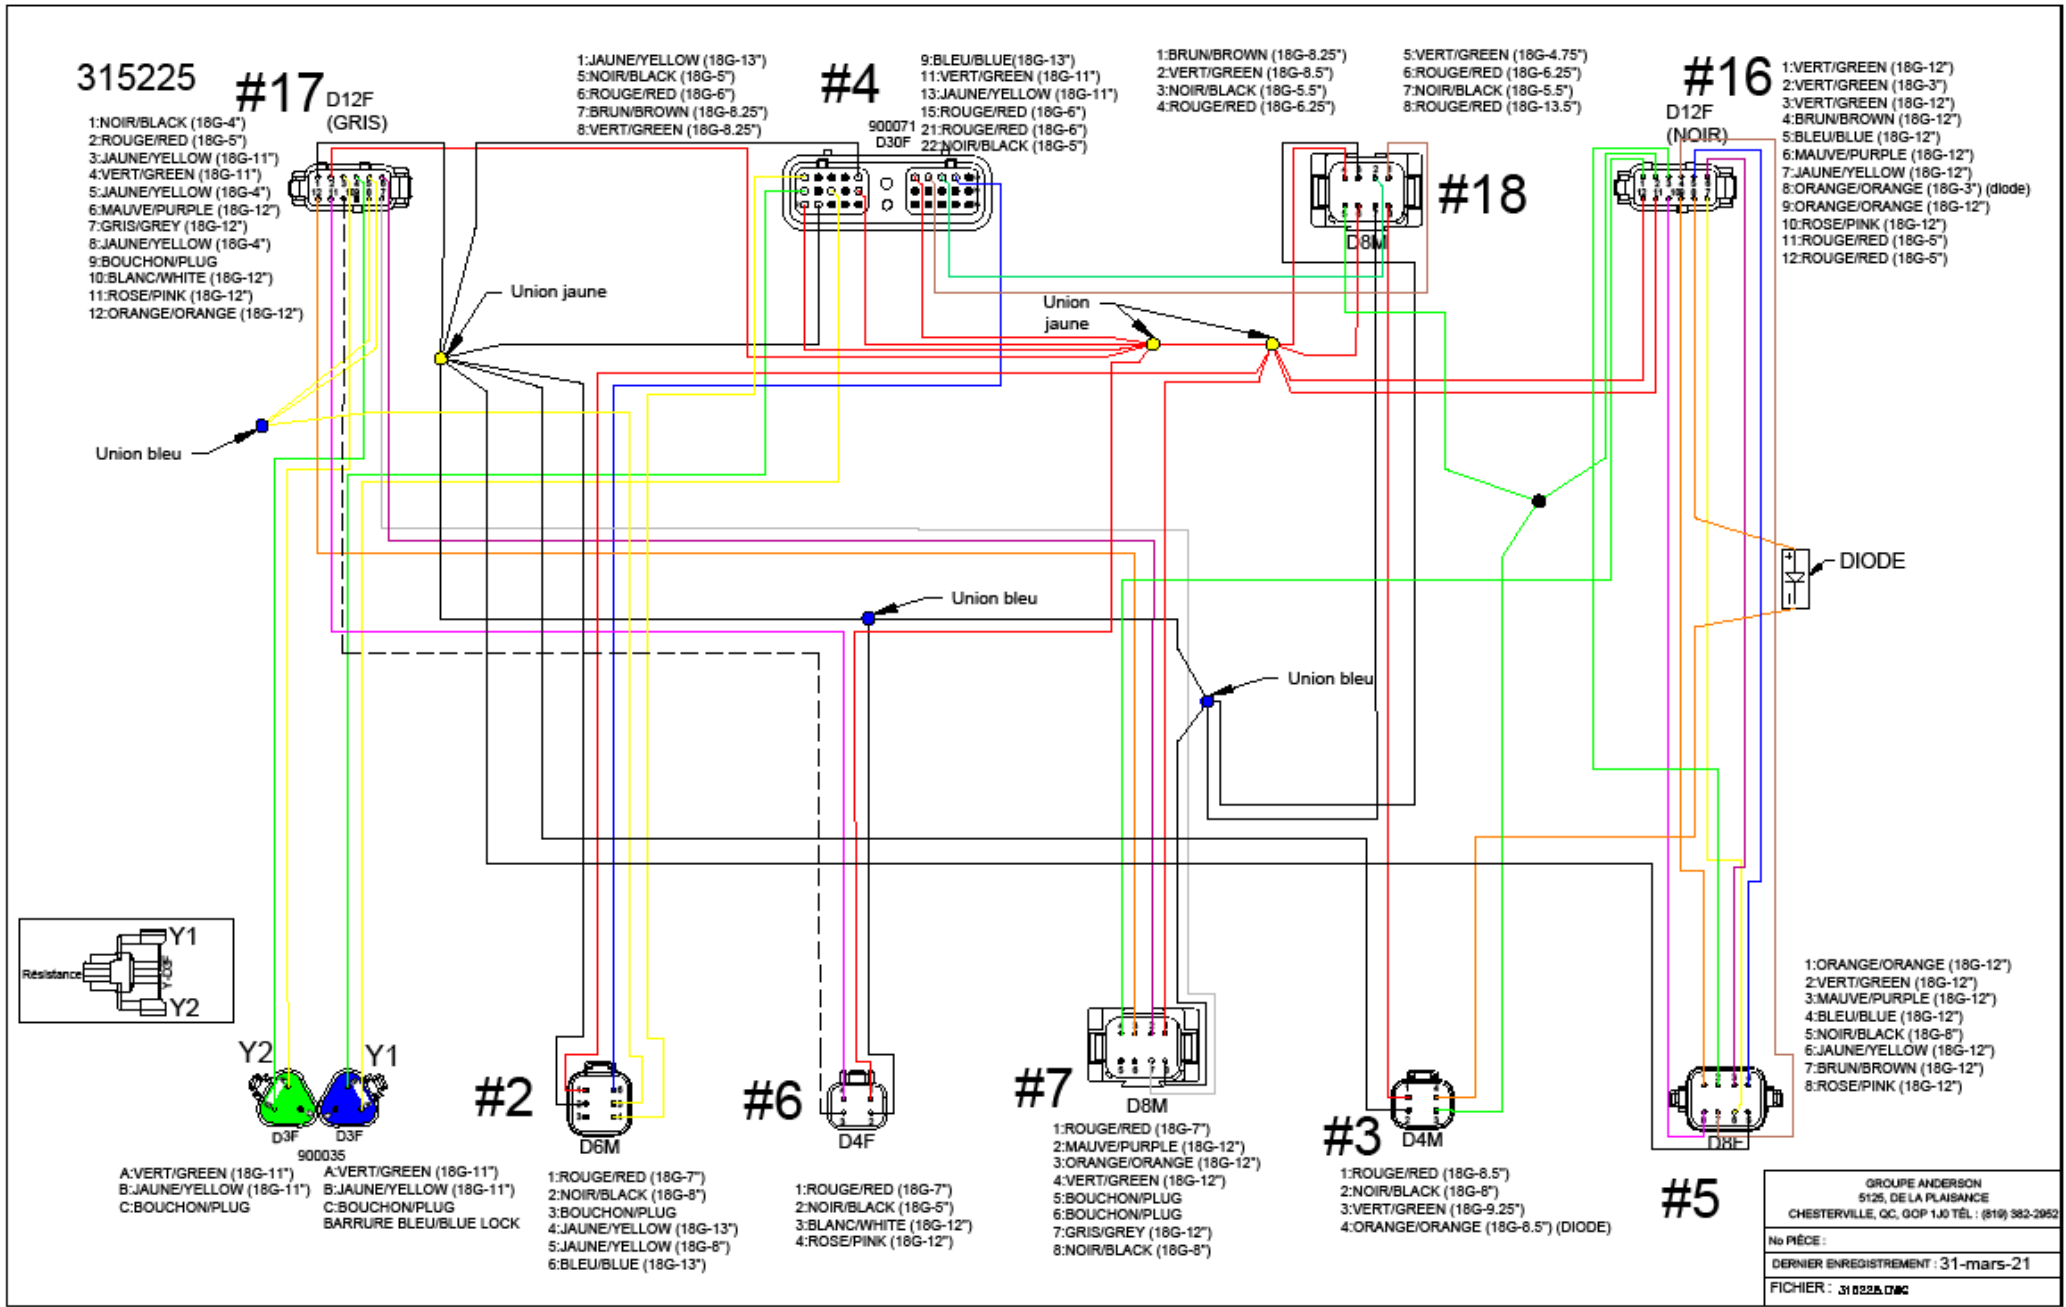 315225
#17
D12F
(GRIS)
1:NOIR/BLACK (18G-4")
2:ROUGE/RED (18G-5")
3:JAUNE/YELLOW (18G-11")
4:VERT/GREEN (18G-11")
5:JAUNE/YELLOW (18G-4")
6:MAUVE/PURPLE (18G-12")
7:GRIS/GREY (18G-12")
8:JAUNE/YELLOW (18G-4")
9:BOUCHON/PLUG
10:BLANC/WHITE (18G-12")
11:ROSE/PINK (18G-12")
12:ORANGE/ORANGE (18G-12")
1:JAUNE/YELLOW (18G-13")
5:NOIR/BLACK (18G-5")
6:ROUGE/RED (18G-6")
7:BRUN/BROWN (18G-8.25")
8:VERT/GREEN (18G-8.25")
#4
900071
D30F
9:BLEU/BLUE(18G-13")
11:VERT/GREEN (18G-11")
13:JAUNE/YELLOW (18G-11")
15:ROUGE/RED (18G-6")
21:ROUGE/RED (18G-6")
22:NOIR/BLACK (18G-5")
1:BRUN/BROWN (18G-8.25")
2:VERT/GREEN (18G-8.5")
3:NOIR/BLACK (18G-5.5")
4:ROUGE/RED (18G-6.25")
5:VERT/GREEN (18G-4.75")
6:ROUGE/RED (18G-6.25")
7:NOIR/BLACK (18G-5.5")
8:ROUGE/RED (18G-13.5")
#18
D8M
#16
D12F
(NOIR)
1:VERT/GREEN (18G-12")
2:VERT/GREEN (18G-3")
3:VERT/GREEN (18G-12")
4:BRUN/BROWN (18G-12")
5:BLEU/BLUE (18G-12")
6:MAUVE/PURPLE (18G-12")
7:JAUNE/YELLOW (18G-12")
8:ORANGE/ORANGE (18G-3") (diode)
9:ORANGE/ORANGE (18G-12")
10:ROSE/PINK (18G-12")
11:ROUGE/RED (18G-5")
12:ROUGE/RED (18G-5")
Union jaune
Union
jaune
Union bleu
Union bleu
Union bleu
DIODE
Résistance
Y1
Y-D3F
Y2
Y2
Y1
D3F
D3F
900035
A:VERT/GREEN (18G-11")
B:JAUNE/YELLOW (18G-11")
C:BOUCHON/PLUG
A:VERT/GREEN (18G-11")
B:JAUNE/YELLOW (18G-11")
C:BOUCHON/PLUG
BARRURE BLEU/BLUE LOCK
#2
D6M
1:ROUGE/RED (18G-7")
2:NOIR/BLACK (18G-8")
3:BOUCHON/PLUG
4:JAUNE/YELLOW (18G-13")
5:JAUNE/YELLOW (18G-8")
6:BLEU/BLUE (18G-13")
#6
D4F
1:ROUGE/RED (18G-7")
2:NOIR/BLACK (18G-5")
3:BLANC/WHITE (18G-12")
4:ROSE/PINK (18G-12")
#7
D8M
1:ROUGE/RED (18G-7")
2:MAUVE/PURPLE (18G-12")
3:ORANGE/ORANGE (18G-12")
4:VERT/GREEN (18G-12")
5:BOUCHON/PLUG
6:BOUCHON/PLUG
7:GRIS/GREY (18G-12")
8:NOIR/BLACK (18G-8")
#3
D4M
1:ROUGE/RED (18G-8.5")
2:NOIR/BLACK (18G-8")
3:VERT/GREEN (18G-9.25")
4:ORANGE/ORANGE (18G-8.5") (DIODE)
1:ORANGE/ORANGE (18G-12")
2:VERT/GREEN (18G-12")
3:MAUVE/PURPLE (18G-12")
4:BLEU/BLUE (18G-12")
5:NOIR/BLACK (18G-8")
6:JAUNE/YELLOW (18G-12")
7:BRUN/BROWN (18G-12")
8:ROSE/PINK (18G-12")
D8F
#5
GROUPE ANDERSON
5125, DE LA PLAISANCE
CHESTERVILLE, QC, GOP 1J0 TÉL : (819) 382-2952
No PIÈCE :
DERNIER ENREGISTREMENT : 31-mars-21
FICHIER : 315225.DWG